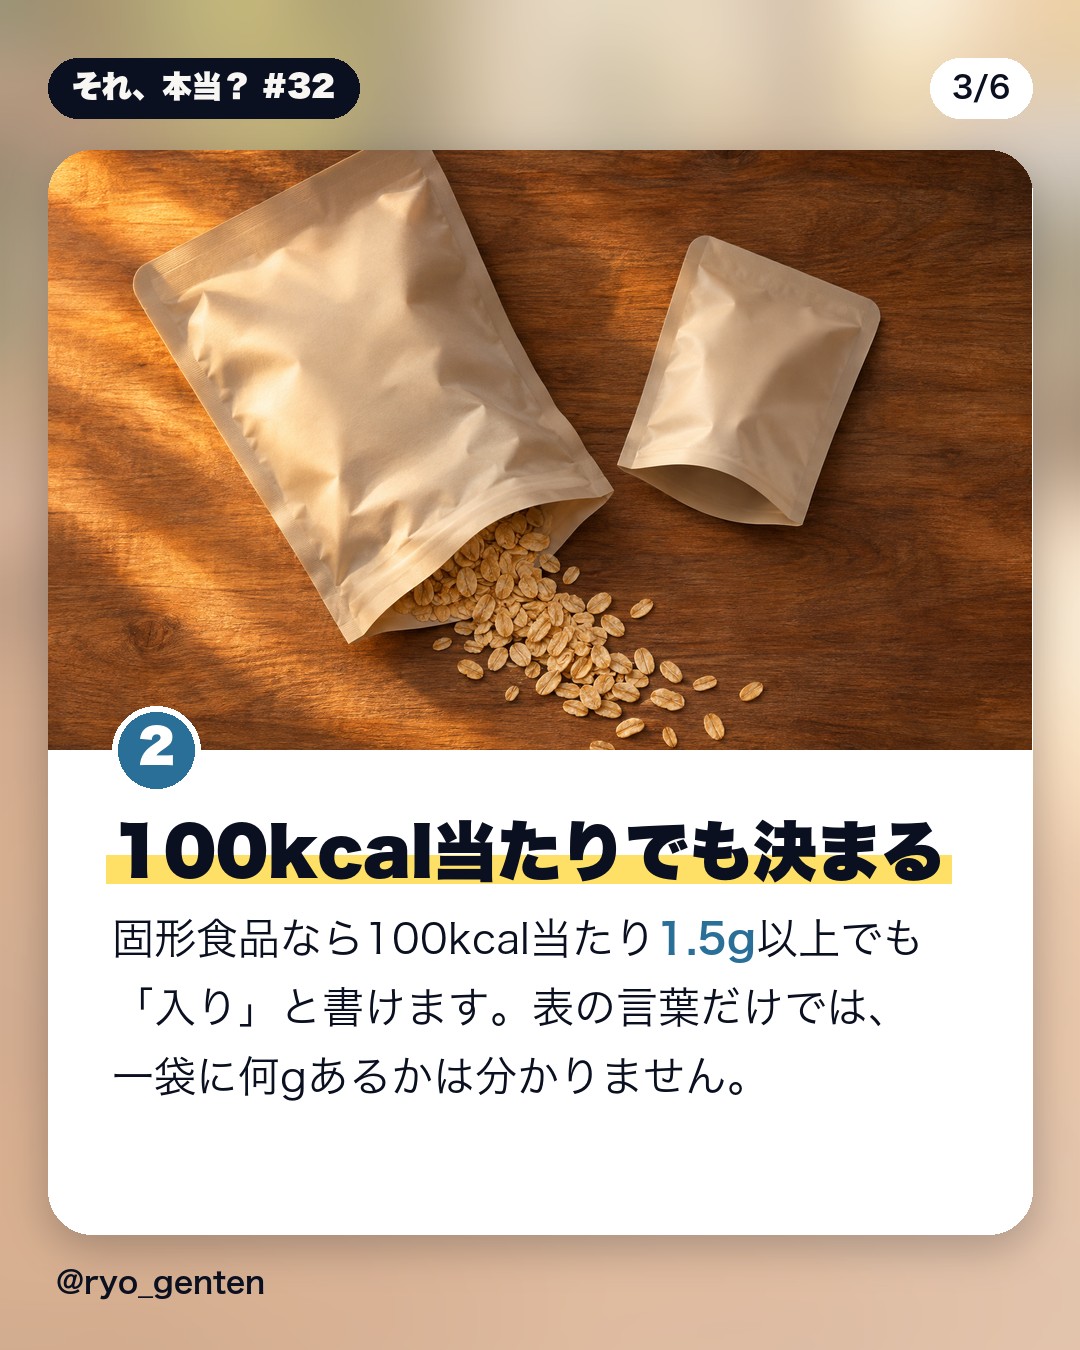 それ、本当？ #32
3/6
2
100kcal当たりでも決まる
固形食品なら100kcal当たり1.5g以上でも
「入り」と書けます。表の言葉だけでは、
一袋に何gあるかは分かりません。
@ryo_genten